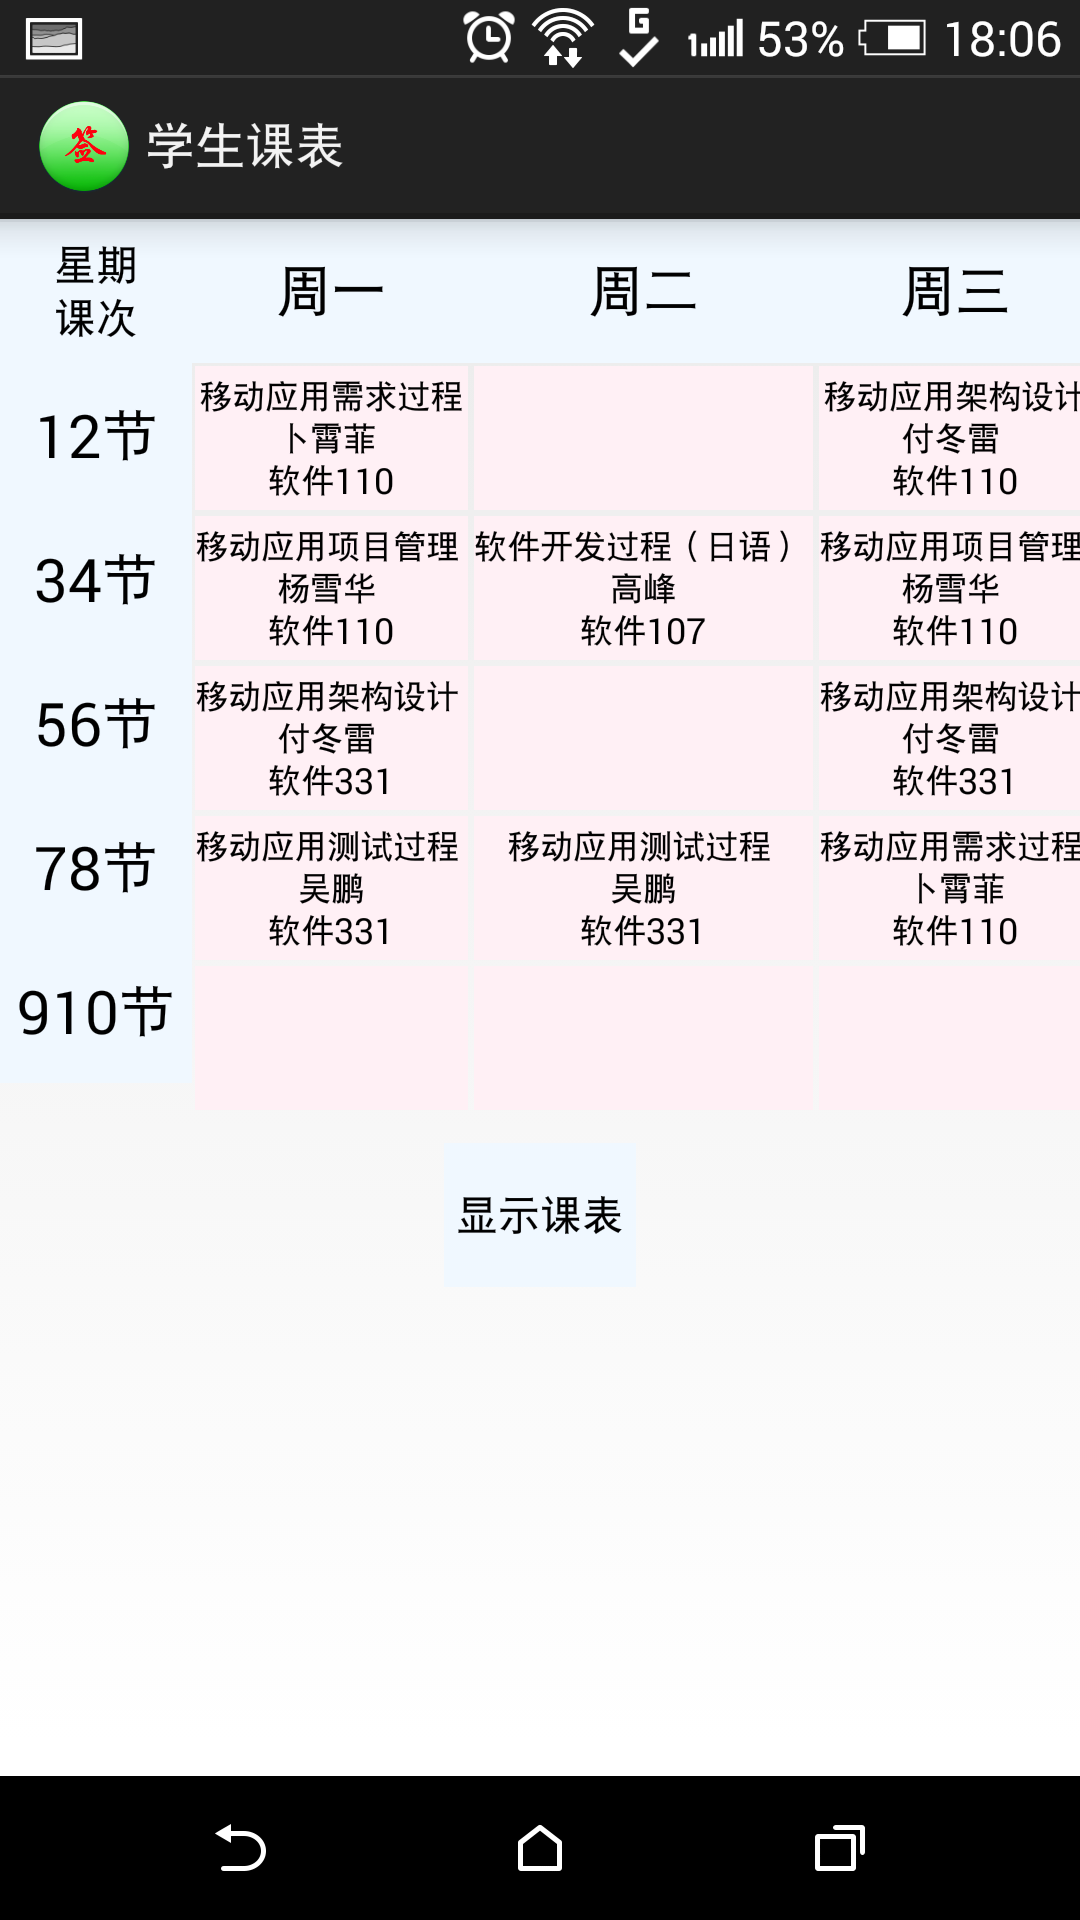 G 1 53% 18:06
签 学生课表
星期
课次
周一 周二 周三
12节
移动应用需求过程
卜霄菲
软件110
移动应用架构设计
付冬雷
软件110
34节
移动应用项目管理
杨雪华
软件110
软件开发过程（日语）
高峰
软件107
移动应用项目管理
杨雪华
软件110
56节
移动应用架构设计
付冬雷
软件331
移动应用架构设计
付冬雷
软件331
78节
移动应用测试过程
吴鹏
软件331
移动应用测试过程
吴鹏
软件331
移动应用需求过程
卜霄菲
软件110
910节
显示课表